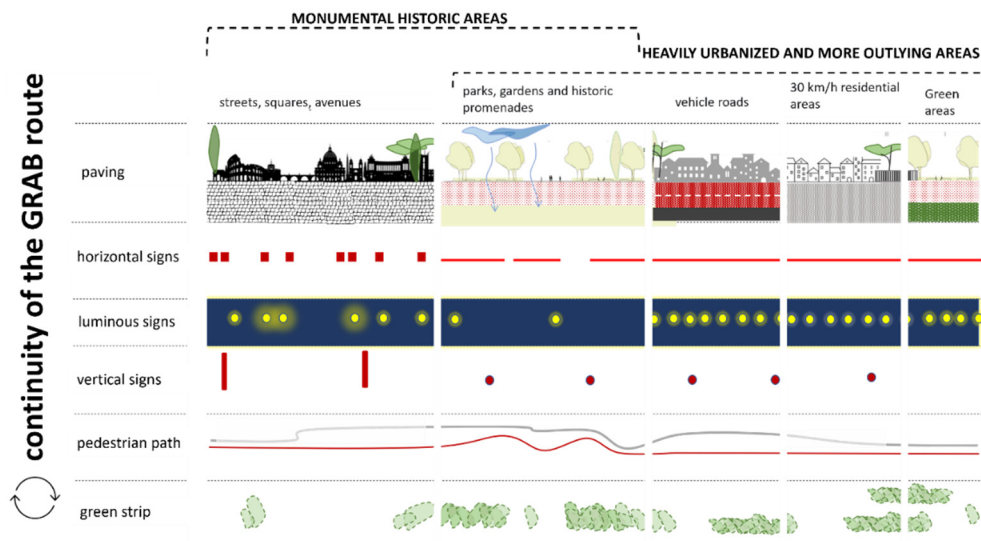 MONUMENTAL HISTORIC AREAS
HEAVILY URBANIZED AND MORE OUTLYING AREAS
continuity of the GRAB route
streets, squares, avenues
parks, gardens and historic
promenades
vehicle roads
30 km/h residential
areas
Green
areas
paving
horizontal signs
luminous signs
vertical signs
pedestrian path
green strip